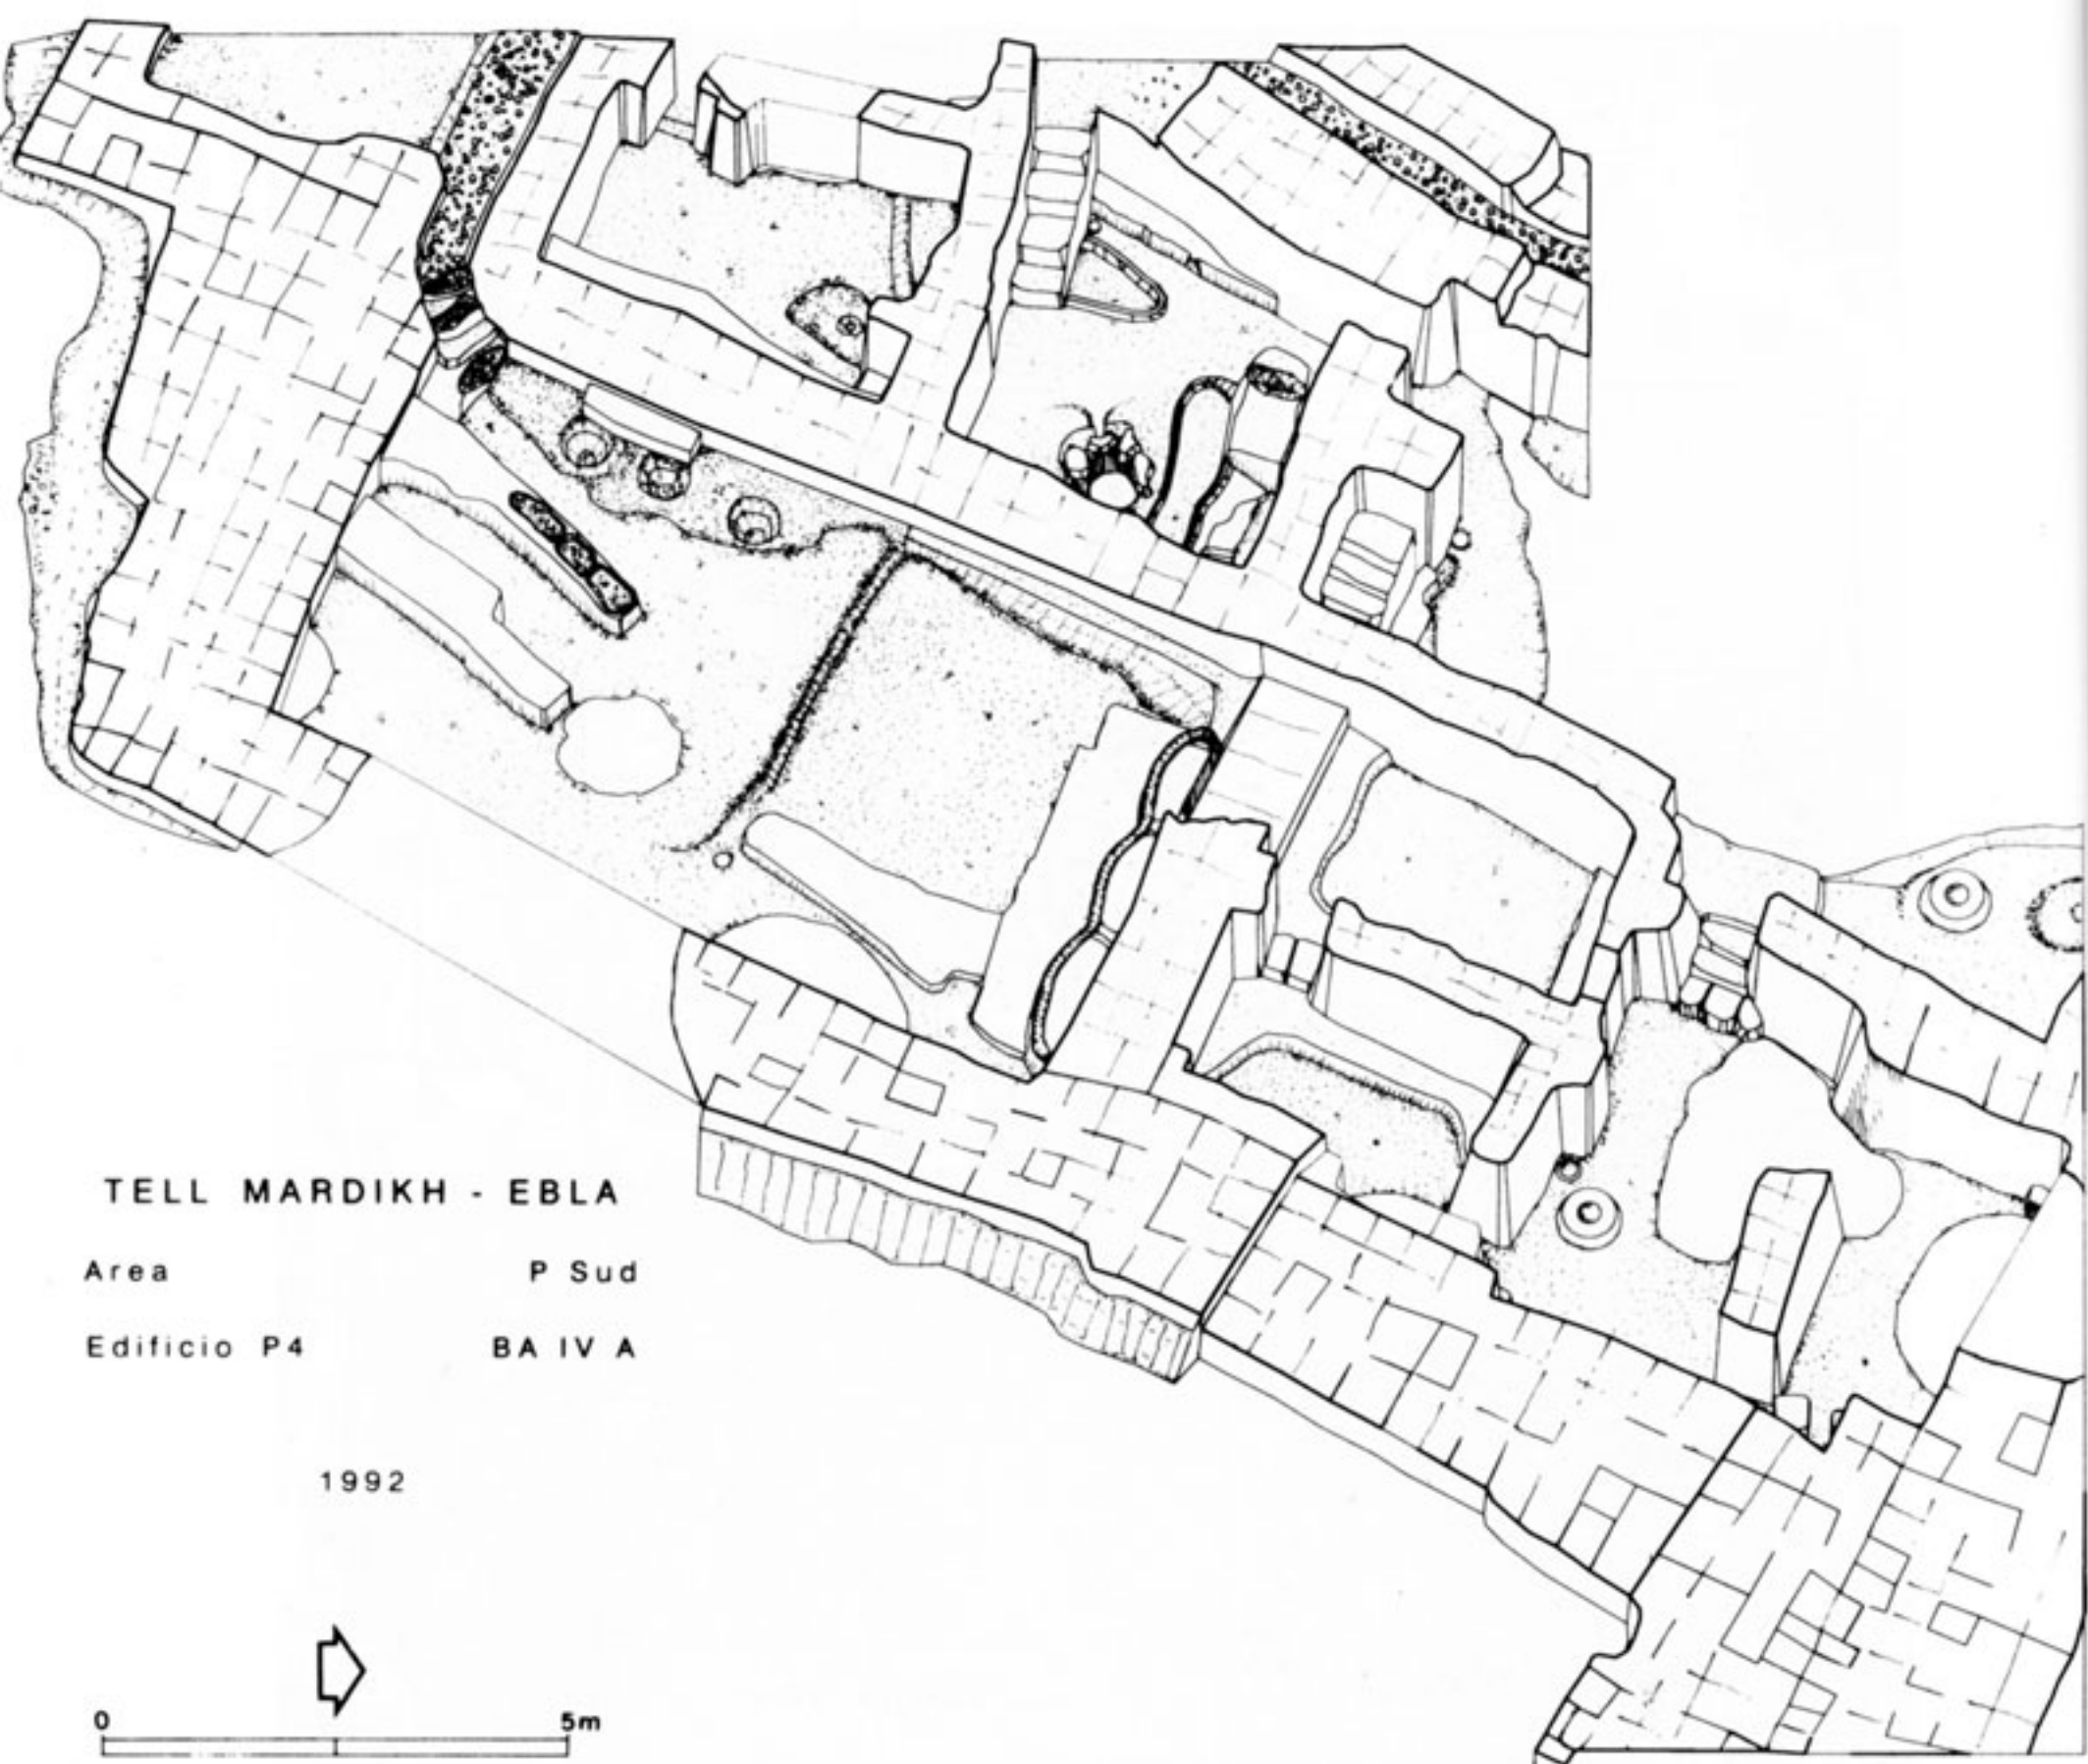 TELL MARDIKH - EBLA
Area P Sud
Edificio P4 BA IV A
1992
0 5m